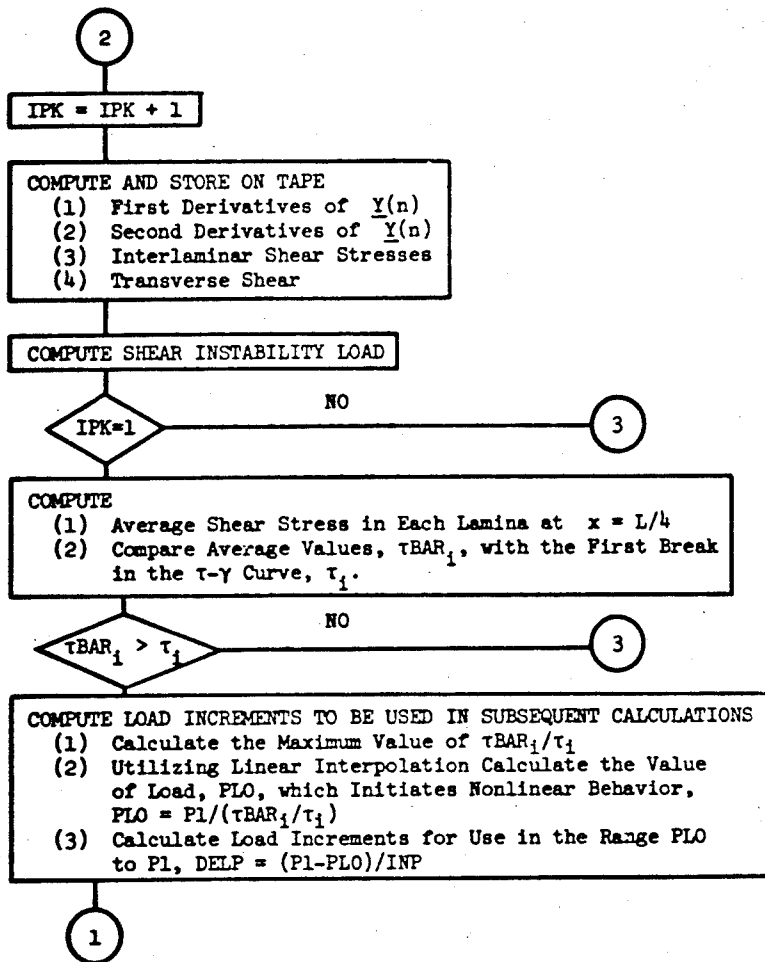 2
IPK = IPK + 1
COMPUTE AND STORE ON TAPE
(1) First Derivatives of Y(n)
(2) Second Derivatives of Y(n)
(3) Interlaminar Shear Stresses
(4) Transverse Shear
COMPUTE SHEAR INSTABILITY LOAD
NO
IPK=1
3
COMPUTE
(1) Average Shear Stress in Each Lamina at x = L/4
(2) Compare Average Values, τBARᵢ, with the First Break
in the τ-γ Curve, τᵢ.
NO
τBARᵢ > τᵢ
3
COMPUTE LOAD INCREMENTS TO BE USED IN SUBSEQUENT CALCULATIONS
(1) Calculate the Maximum Value of τBARᵢ/τᵢ
(2) Utilizing Linear Interpolation Calculate the Value
of Load, PLO, which Initiates Nonlinear Behavior,
PLO = P1/(τBARᵢ/τᵢ)
(3) Calculate Load Increments for Use in the Range PLO
to P1, DELP = (P1-PLO)/INP
1